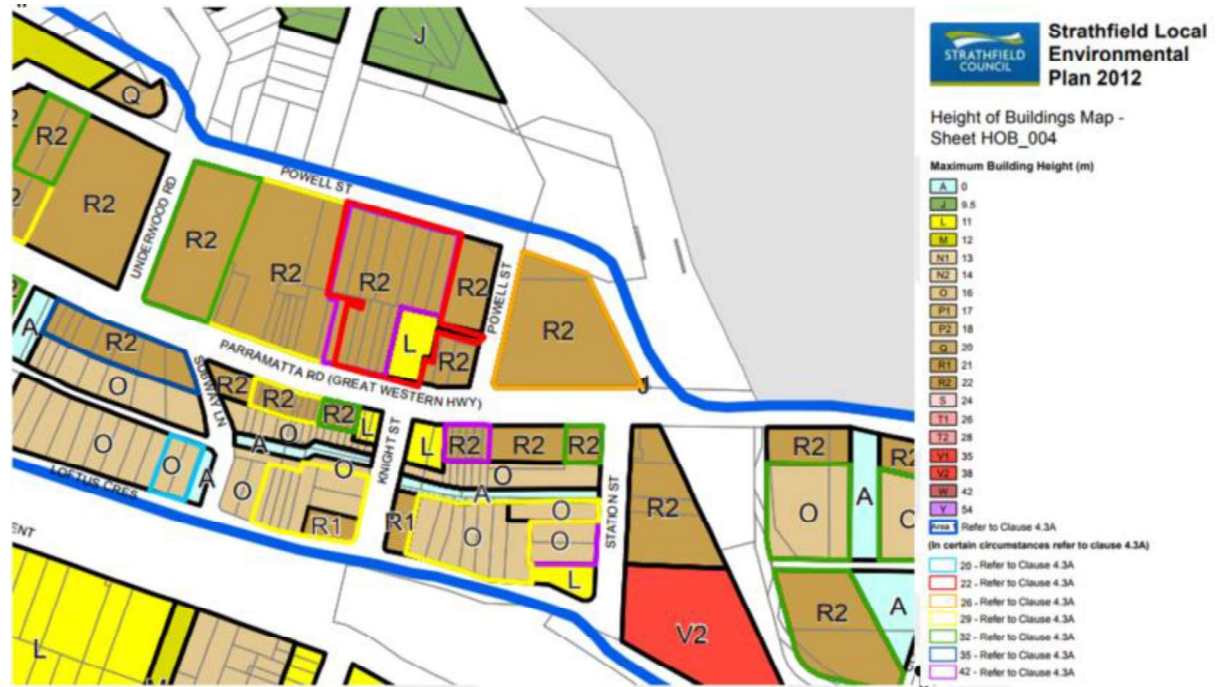 Strathfield Local
Environmental
Plan 2012
STRATHFIELD
COUNCIL
Height of Buildings Map -
Sheet HOB_004
Maximum Building Height (m)
A 0
J 9.5
L 11
M 12
N1 13
N2 14
O 16
P1 17
P2 18
Q 20
R1 21
R2 22
S 24
T1 26
T2 28
V1 35
V2 38
W 42
Y 54
Area 1 Refer to Clause 4.3A
(In certain circumstances refer to clause 4.3A)
20 - Refer to Clause 4.3A
22 - Refer to Clause 4.3A
26 - Refer to Clause 4.3A
29 - Refer to Clause 4.3A
32 - Refer to Clause 4.3A
35 - Refer to Clause 4.3A
42 - Refer to Clause 4.3A
J
Q
R2
R2
POWELL ST
UNDERWOOD RD
R2
R2
R2
R2
POWELL ST
R2
L
R2
J
A
R2
O
SUBWAY LN
PARRAMATTA RD (GREAT WESTERN HWY)
R2
R2
R2
L
O
A
O
O
O
O
A
LOFTUS CRES
R1
KNIGHT ST
L
R2
R2
R2
O
A
R1
O
O
O
L
STATION ST
R2
V2
R2
R2
O
A
R2
A
L